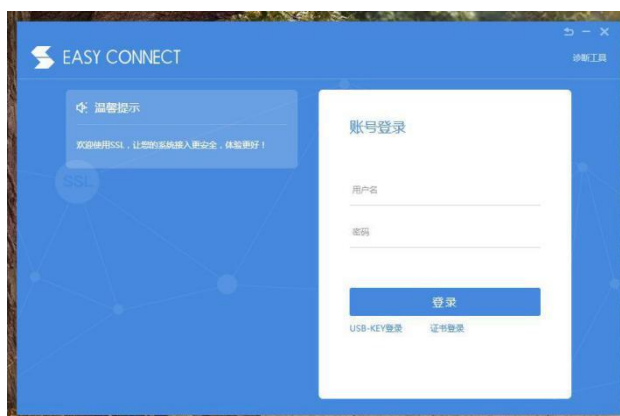 EASY CONNECT
诊断工具
温馨提示
欢迎使用SSL，让您的系统接入更安全，体验更好！
SSL
账号登录
用户名
密码
登录
USB-KEY登录 证书登录